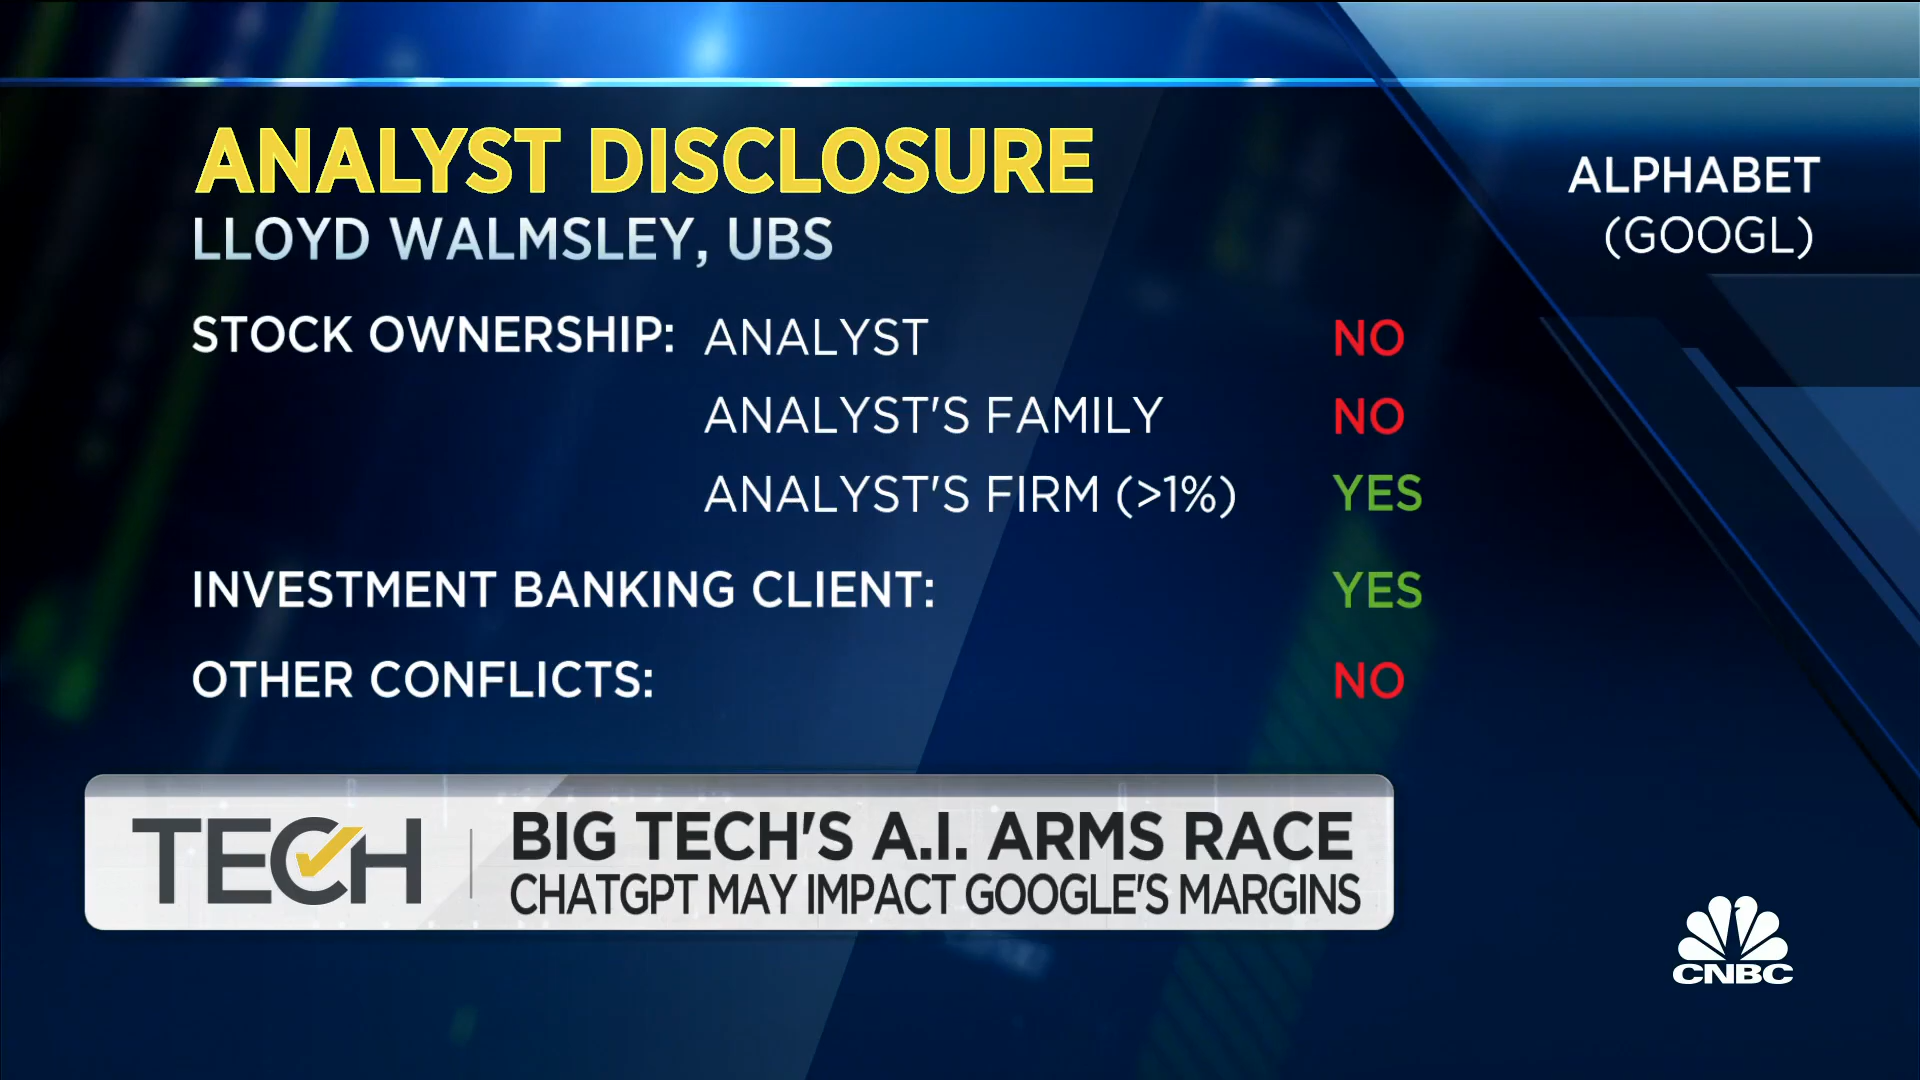 ANALYST DISCLOSURE
LLOYD WALMSLEY, UBS
ALPHABET
(GOOGL)
STOCK OWNERSHIP: ANALYST NO
ANALYST'S FAMILY NO
ANALYST'S FIRM (>1%) YES
INVESTMENT BANKING CLIENT: YES
OTHER CONFLICTS: NO
TECH
BIG TECH'S A.I. ARMS RACE
CHATGPT MAY IMPACT GOOGLE'S MARGINS
CNBC